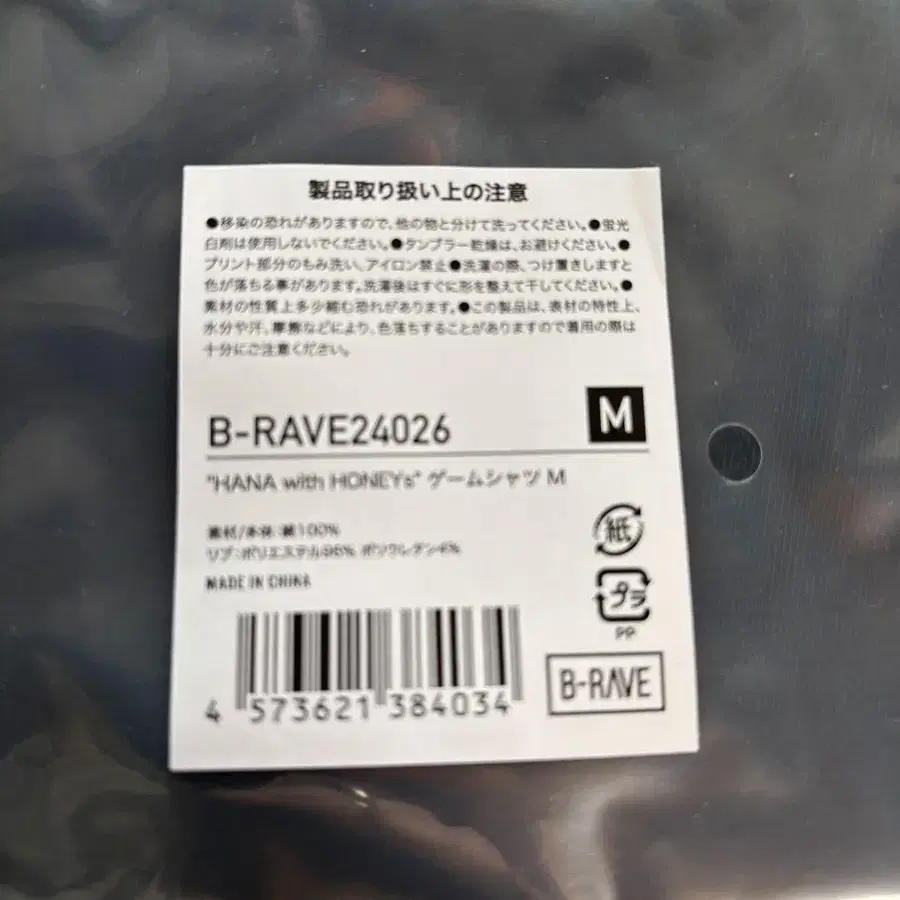 製品取り扱い上の注意
●移染の恐れがありますので、他の物と分けて洗ってください。●蛍光
白剤は使用しないでください。●タンブラー乾燥は、お避けください。●
プリント部分のもみ洗い、アイロン禁止●洗濯の際、つけ置きしますと
色が落ちる事があります。洗濯後はすぐに形を整えて干してください。●
素材の性質上多少縮む恐れがあります。●この製品は、表材の特性上、
水分や汗、摩擦などにより、色落ちすることがありますので着用の際は
十分にご注意ください。
B-RAVE24026
M
"HANA with HONEYs" ゲームシャツ M
素材/本体:綿100%
リブ:ポリエステル96% ポリウレタン4%
MADE IN CHINA
紙
プラ
PP
4 573621 384034
B-RAVE